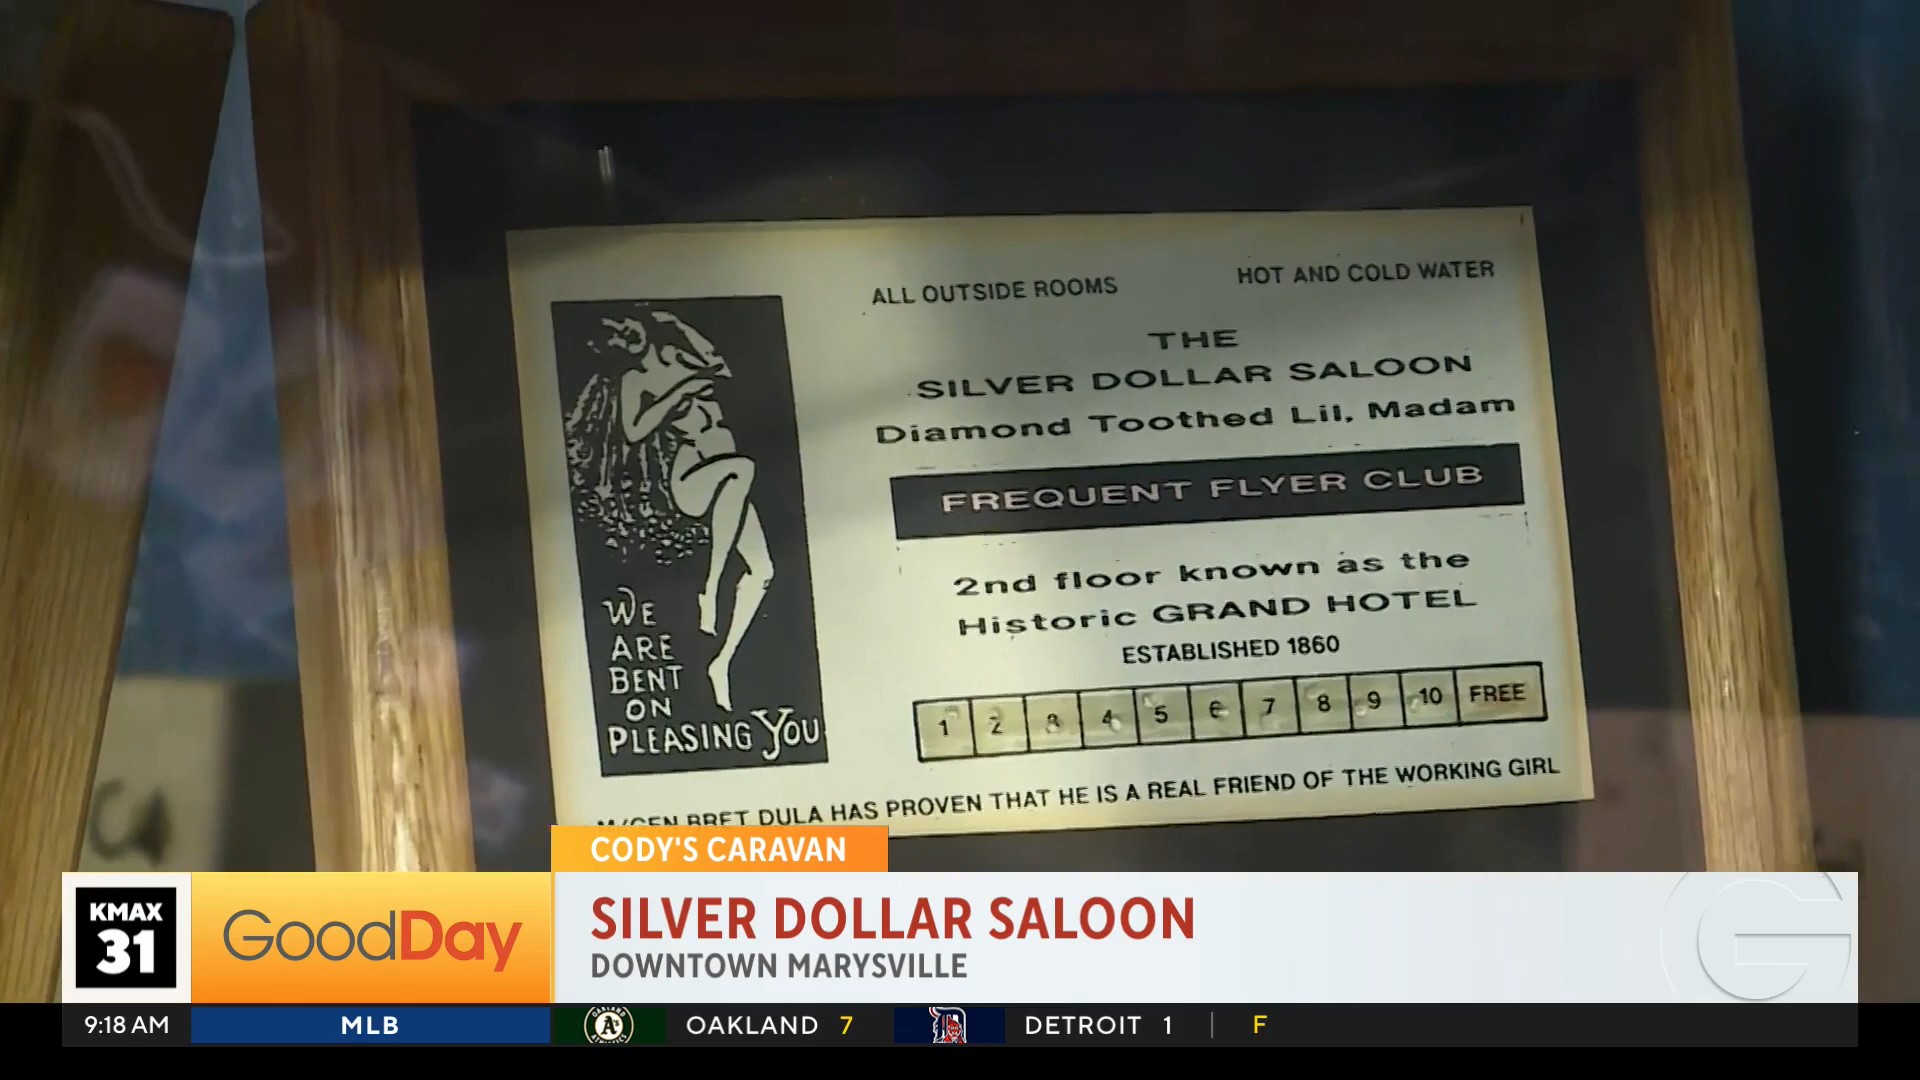 ALL OUTSIDE ROOMS
HOT AND COLD WATER
THE
SILVER DOLLAR SALOON
Diamond Toothed Lil, Madam
FREQUENT FLYER CLUB
2nd floor known as the
Historic GRAND HOTEL
ESTABLISHED 1860
1 2 3 4 5 6 7 8 9 10 FREE
WE
ARE
BENT
ON
PLEASING YOU
BRET DULA HAS PROVEN THAT HE IS A REAL FRIEND OF THE WORKING GIRL
CODY'S CARAVAN
KMAX
31
GoodDay
SILVER DOLLAR SALOON
DOWNTOWN MARYSVILLE
9:18 AM MLB OAKLAND 7 DETROIT 1 F